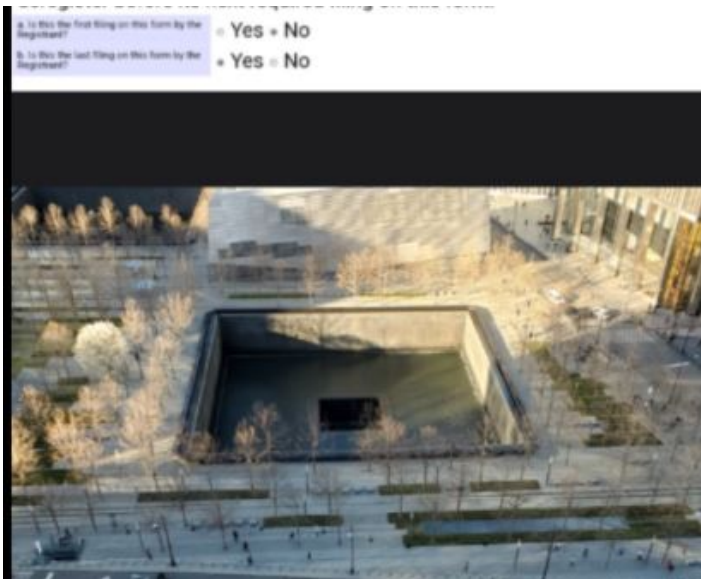 a. Is this the first filing on this form by the
Registrant?
Yes No
b. Is this the last filing on this form by the
Registrant?
Yes No